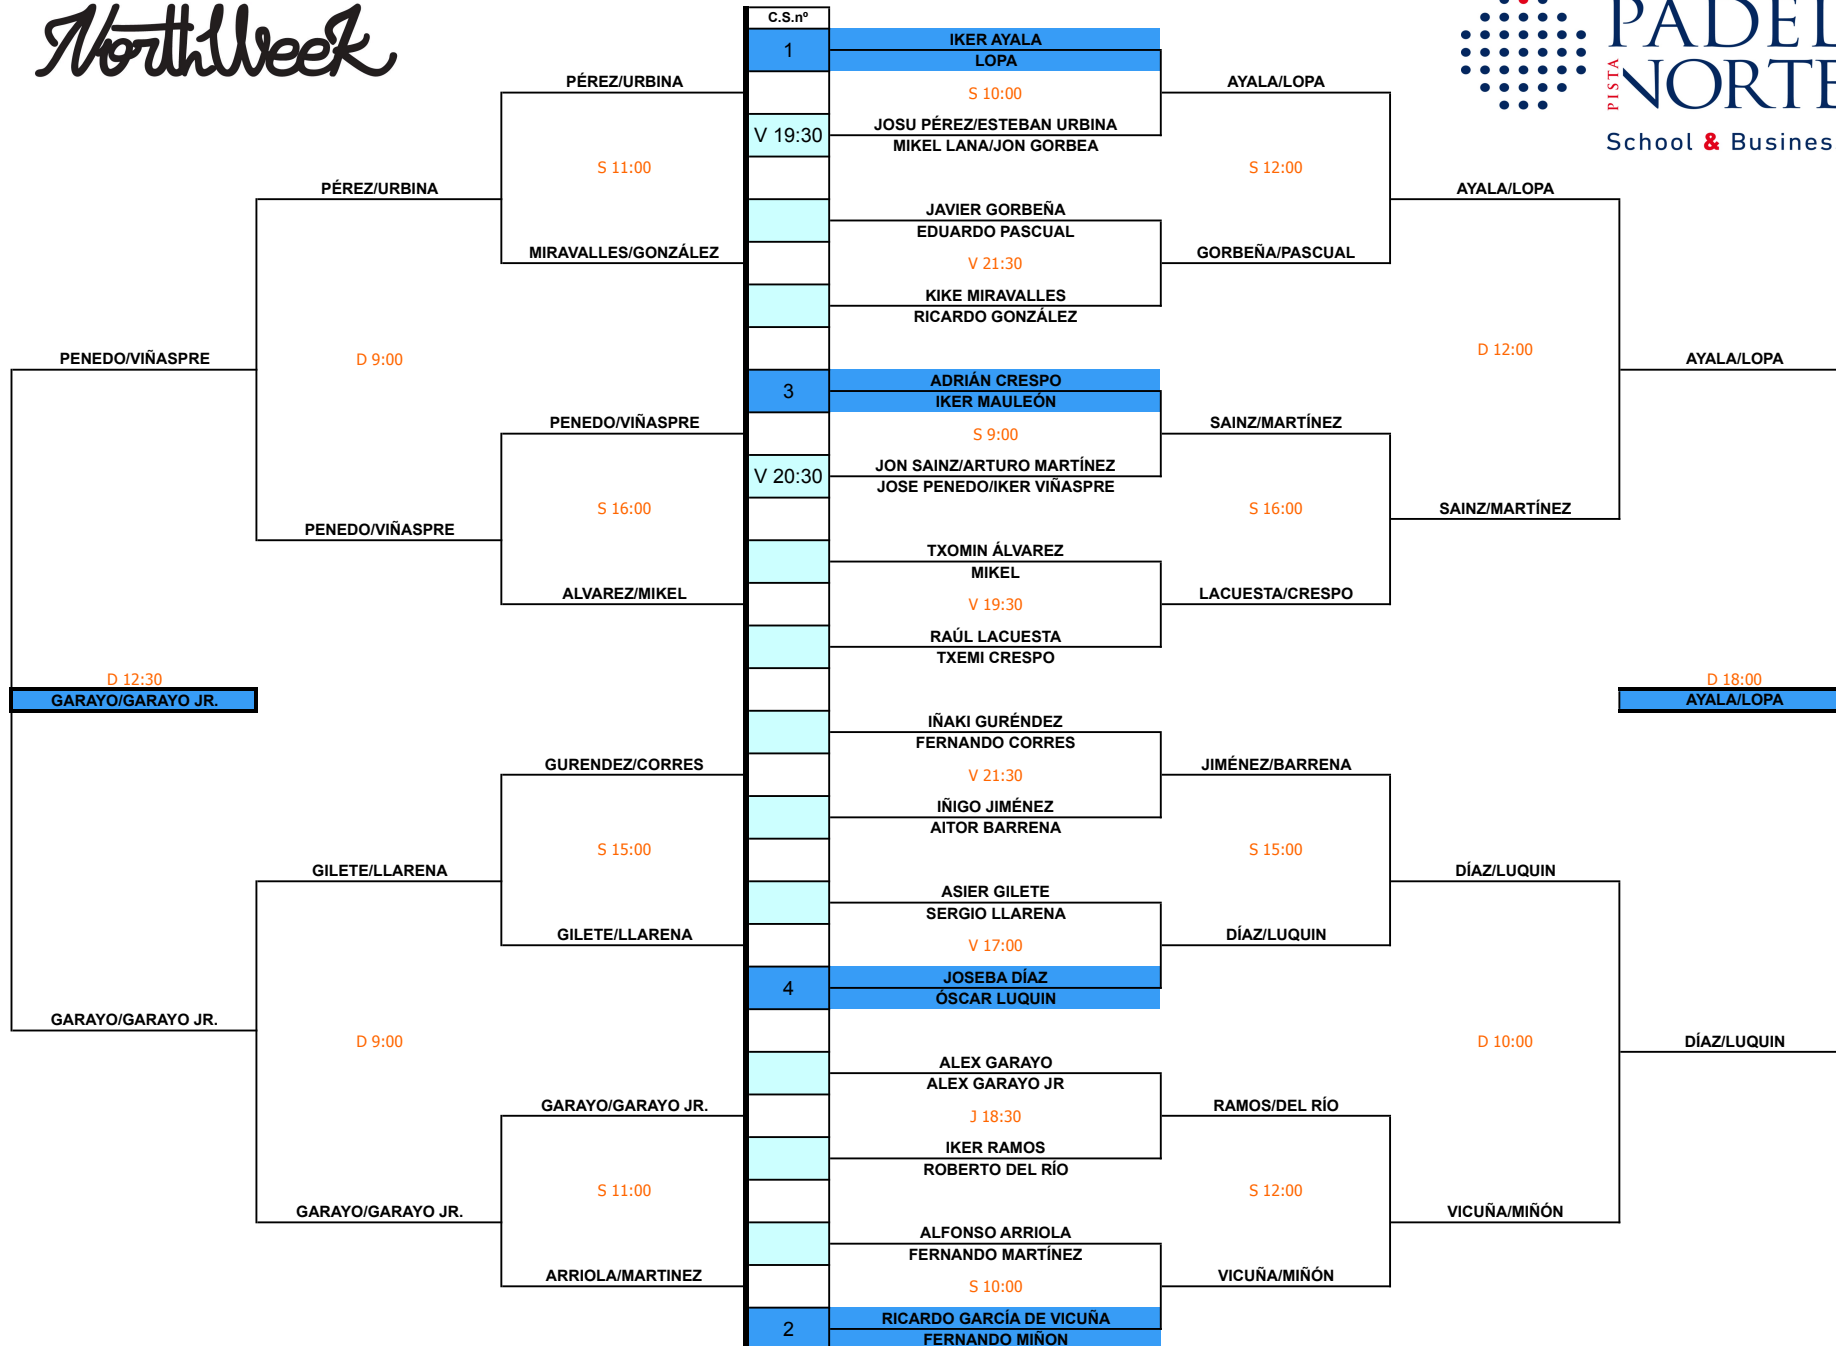 NorthWeek
C.S.nº
PADEL
PISTA
NORTE
School & Busines
1
IKER AYALA
LOPA
PÉREZ/URBINA
S 10:00
AYALA/LOPA
V 19:30
JOSU PÉREZ/ESTEBAN URBINA
MIKEL LANA/JON GORBEA
S 11:00
S 12:00
PÉREZ/URBINA
AYALA/LOPA
JAVIER GORBEÑA
EDUARDO PASCUAL
MIRAVALLES/GONZÁLEZ
V 21:30
GORBEÑA/PASCUAL
KIKE MIRAVALLES
RICARDO GONZÁLEZ
PENEDO/VIÑASPRE
D 9:00
D 12:00
AYALA/LOPA
3
ADRIÁN CRESPO
IKER MAULEÓN
PENEDO/VIÑASPRE
S 9:00
SAINZ/MARTÍNEZ
V 20:30
JON SAINZ/ARTURO MARTÍNEZ
JOSE PENEDO/IKER VIÑASPRE
S 16:00
S 16:00
PENEDO/VIÑASPRE
SAINZ/MARTÍNEZ
TXOMIN ÁLVAREZ
MIKEL
ALVAREZ/MIKEL
V 19:30
LACUESTA/CRESPO
RAÚL LACUESTA
TXEMI CRESPO
D 12:30
D 18:00
GARAYO/GARAYO JR.
AYALA/LOPA
IÑAKI GURÉNDEZ
FERNANDO CORRES
GURENDEZ/CORRES
V 21:30
JIMÉNEZ/BARRENA
IÑIGO JIMÉNEZ
AITOR BARRENA
S 15:00
S 15:00
GILETE/LLARENA
DÍAZ/LUQUIN
ASIER GILETE
SERGIO LLARENA
GILETE/LLARENA
V 17:00
DÍAZ/LUQUIN
4
JOSEBA DÍAZ
ÓSCAR LUQUIN
GARAYO/GARAYO JR.
D 9:00
D 10:00
DÍAZ/LUQUIN
ALEX GARAYO
ALEX GARAYO JR
GARAYO/GARAYO JR.
J 18:30
RAMOS/DEL RÍO
IKER RAMOS
ROBERTO DEL RÍO
S 11:00
S 12:00
GARAYO/GARAYO JR.
VICUÑA/MIÑÓN
ALFONSO ARRIOLA
FERNANDO MARTÍNEZ
ARRIOLA/MARTINEZ
S 10:00
VICUÑA/MIÑÓN
2
RICARDO GARCÍA DE VICUÑA
FERNANDO MIÑON